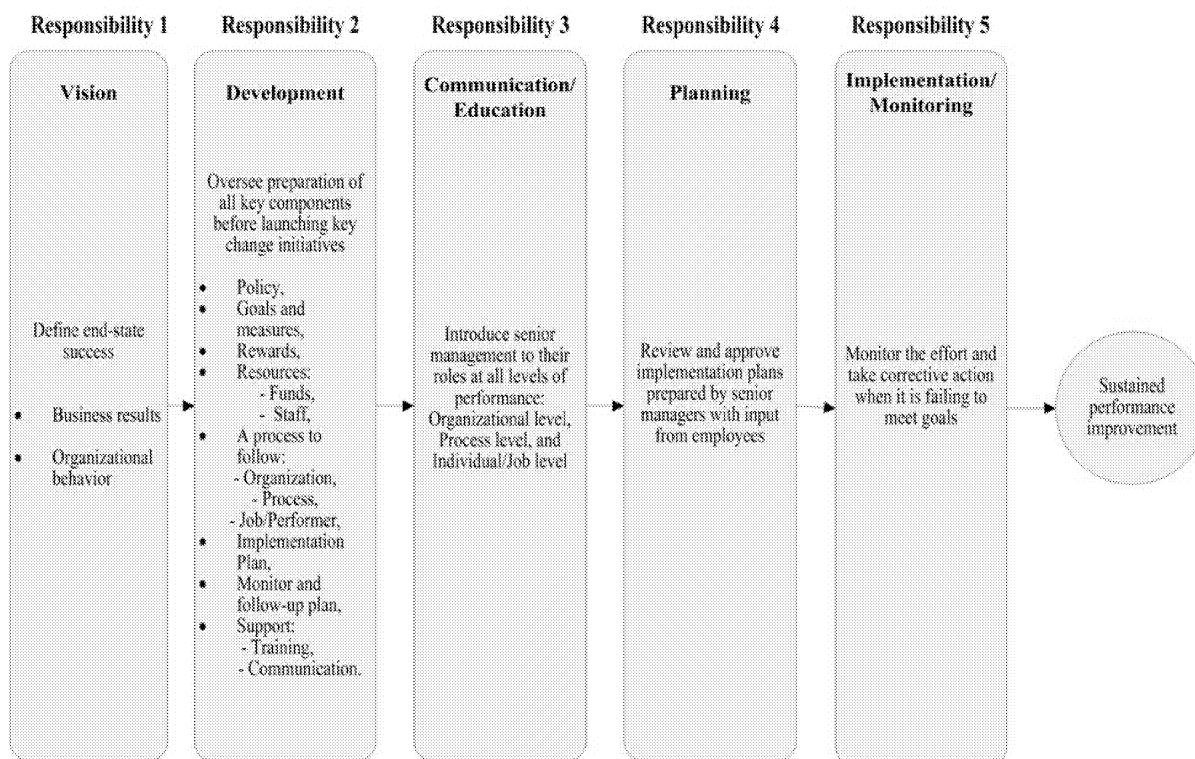 Responsibility 1
Vision
Define end-state
success
• Business results
• Organizational
behavior
Responsibility 2
Development
Oversee preparation of
all key components
before launching key
change initiatives
• Policy,
• Goals and
measures,
• Rewards,
• Resources:
- Funds,
- Staff,
• A process to
follow:
- Organization,
- Process,
- Job/Performer,
• Implementation
Plan,
• Monitor and
follow-up plan,
• Support:
- Training,
- Communication.
Responsibility 3
Communication/
Education
Introduce senior
management to their
roles at all levels of
performance:
Organizational level,
Process level, and
Individual/Job level
Responsibility 4
Planning
Review and approve
implementation plans
prepared by senior
managers with input
from employees
Responsibility 5
Implementation/
Monitoring
Monitor the effort and
take corrective action
when it is failing to
meet goals
Sustained
performance
improvement